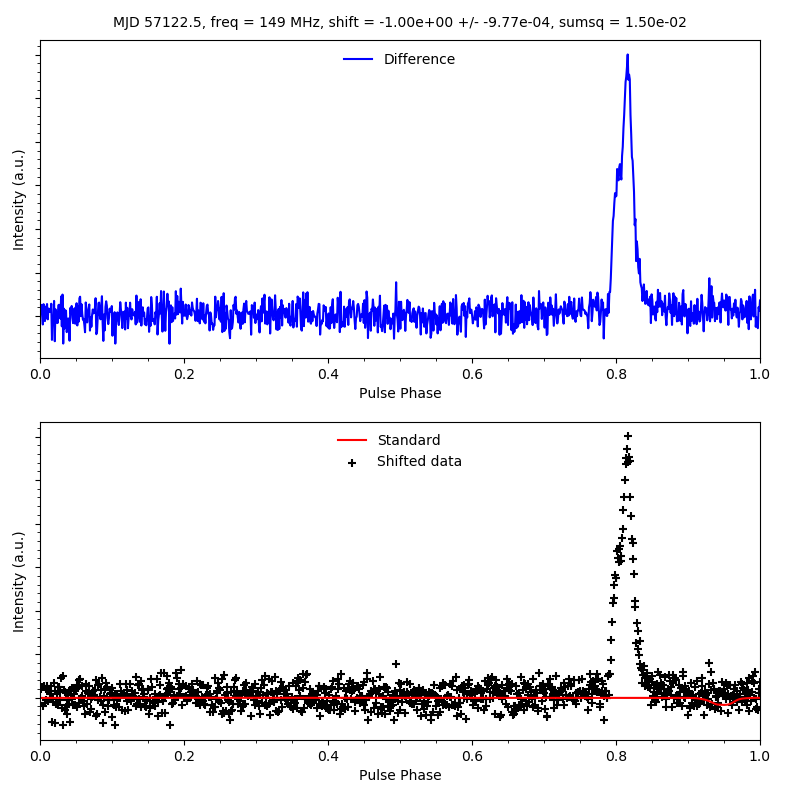 MJD 57122.5, freq = 149 MHz, shift = -1.00e+00 +/- -9.77e-04, sumsq = 1.50e-02
Difference
Intensity (a.u.)
0.0 0.2 0.4 0.6 0.8 1.0
Pulse Phase
Standard
Shifted data
Intensity (a.u.)
0.0 0.2 0.4 0.6 0.8 1.0
Pulse Phase